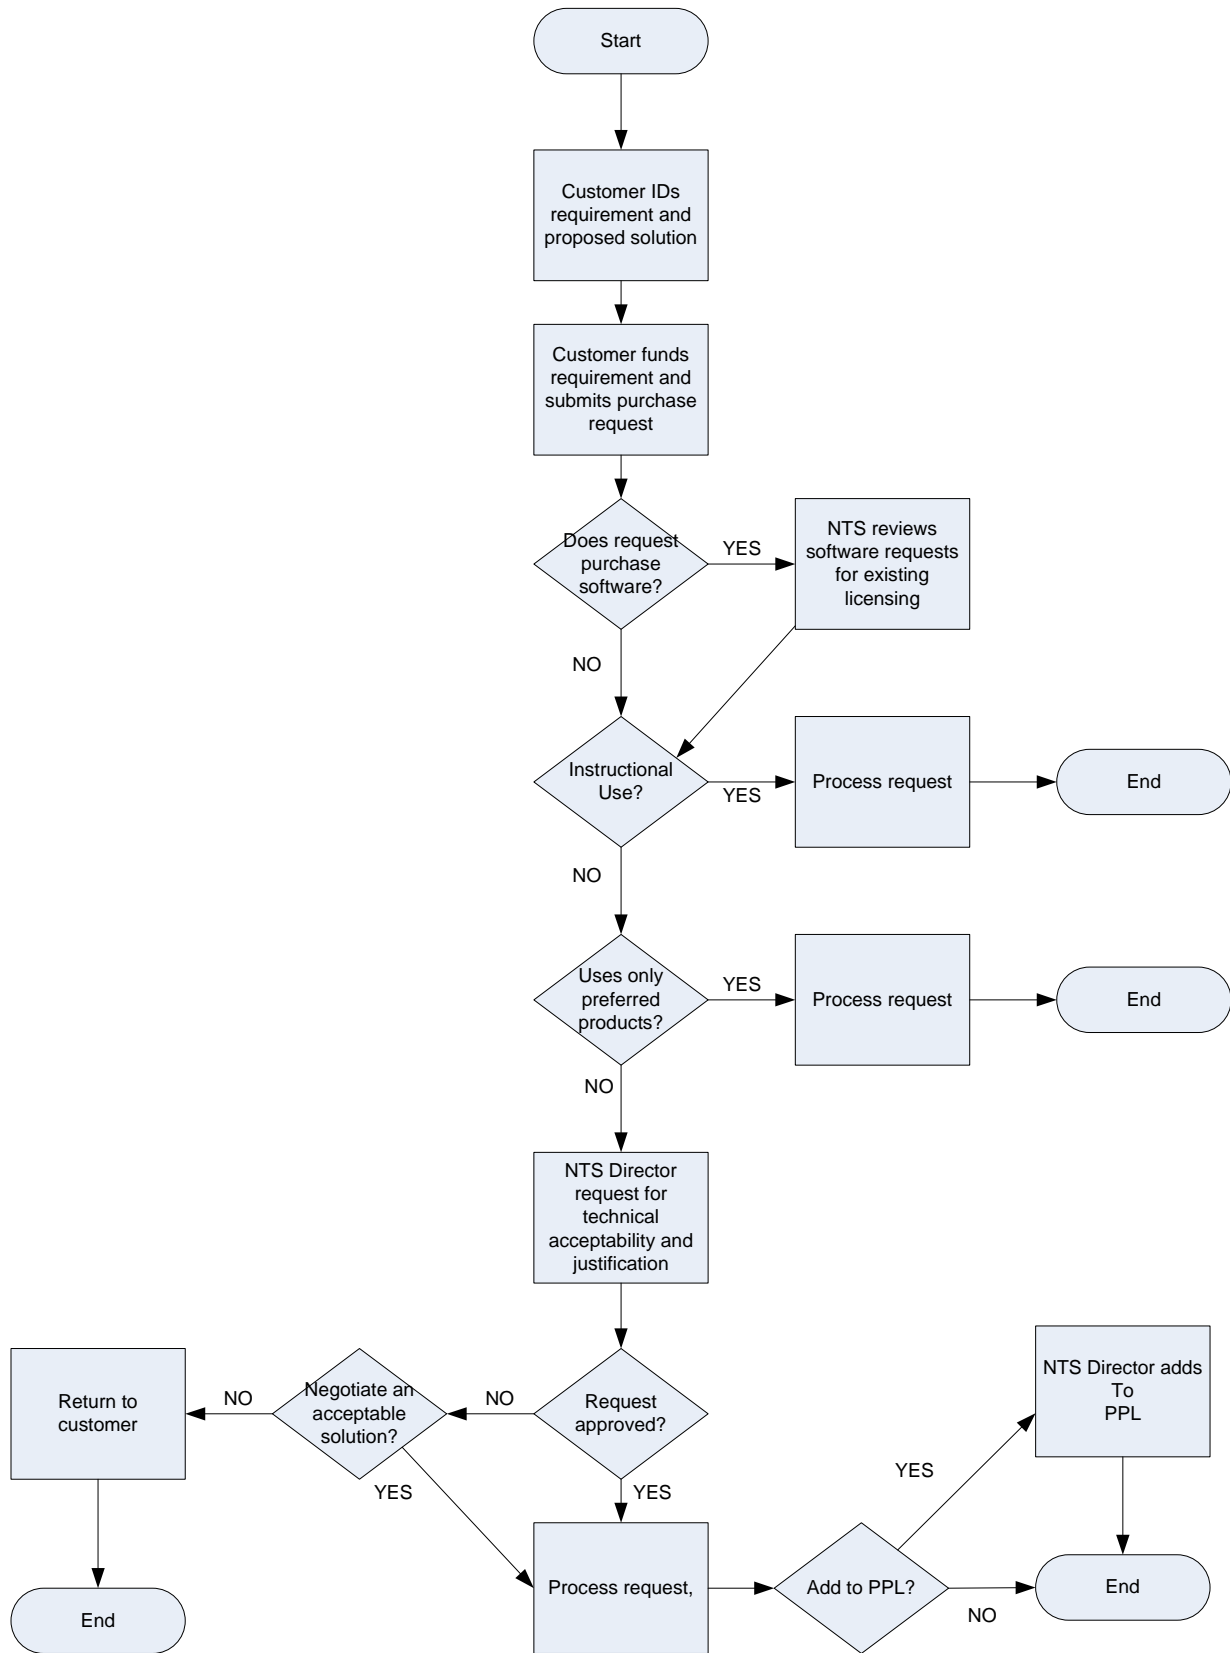 Start
Customer IDs
requirement and
proposed solution
Customer funds
requirement and
submits purchase
request
Does request
purchase
software?
YES
NTS reviews
software requests
for existing
licensing
NO
Instructional
Use?
YES
Process request
End
NO
Uses only
preferred
products?
YES
Process request
End
NO
NTS Director
request for
technical
acceptability and
justification
Return to
customer
NO
Negotiate an
acceptable
solution?
NO
Request
approved?
NTS Director adds
To
PPL
YES
YES
YES
End
Process request,
Add to PPL?
NO
End